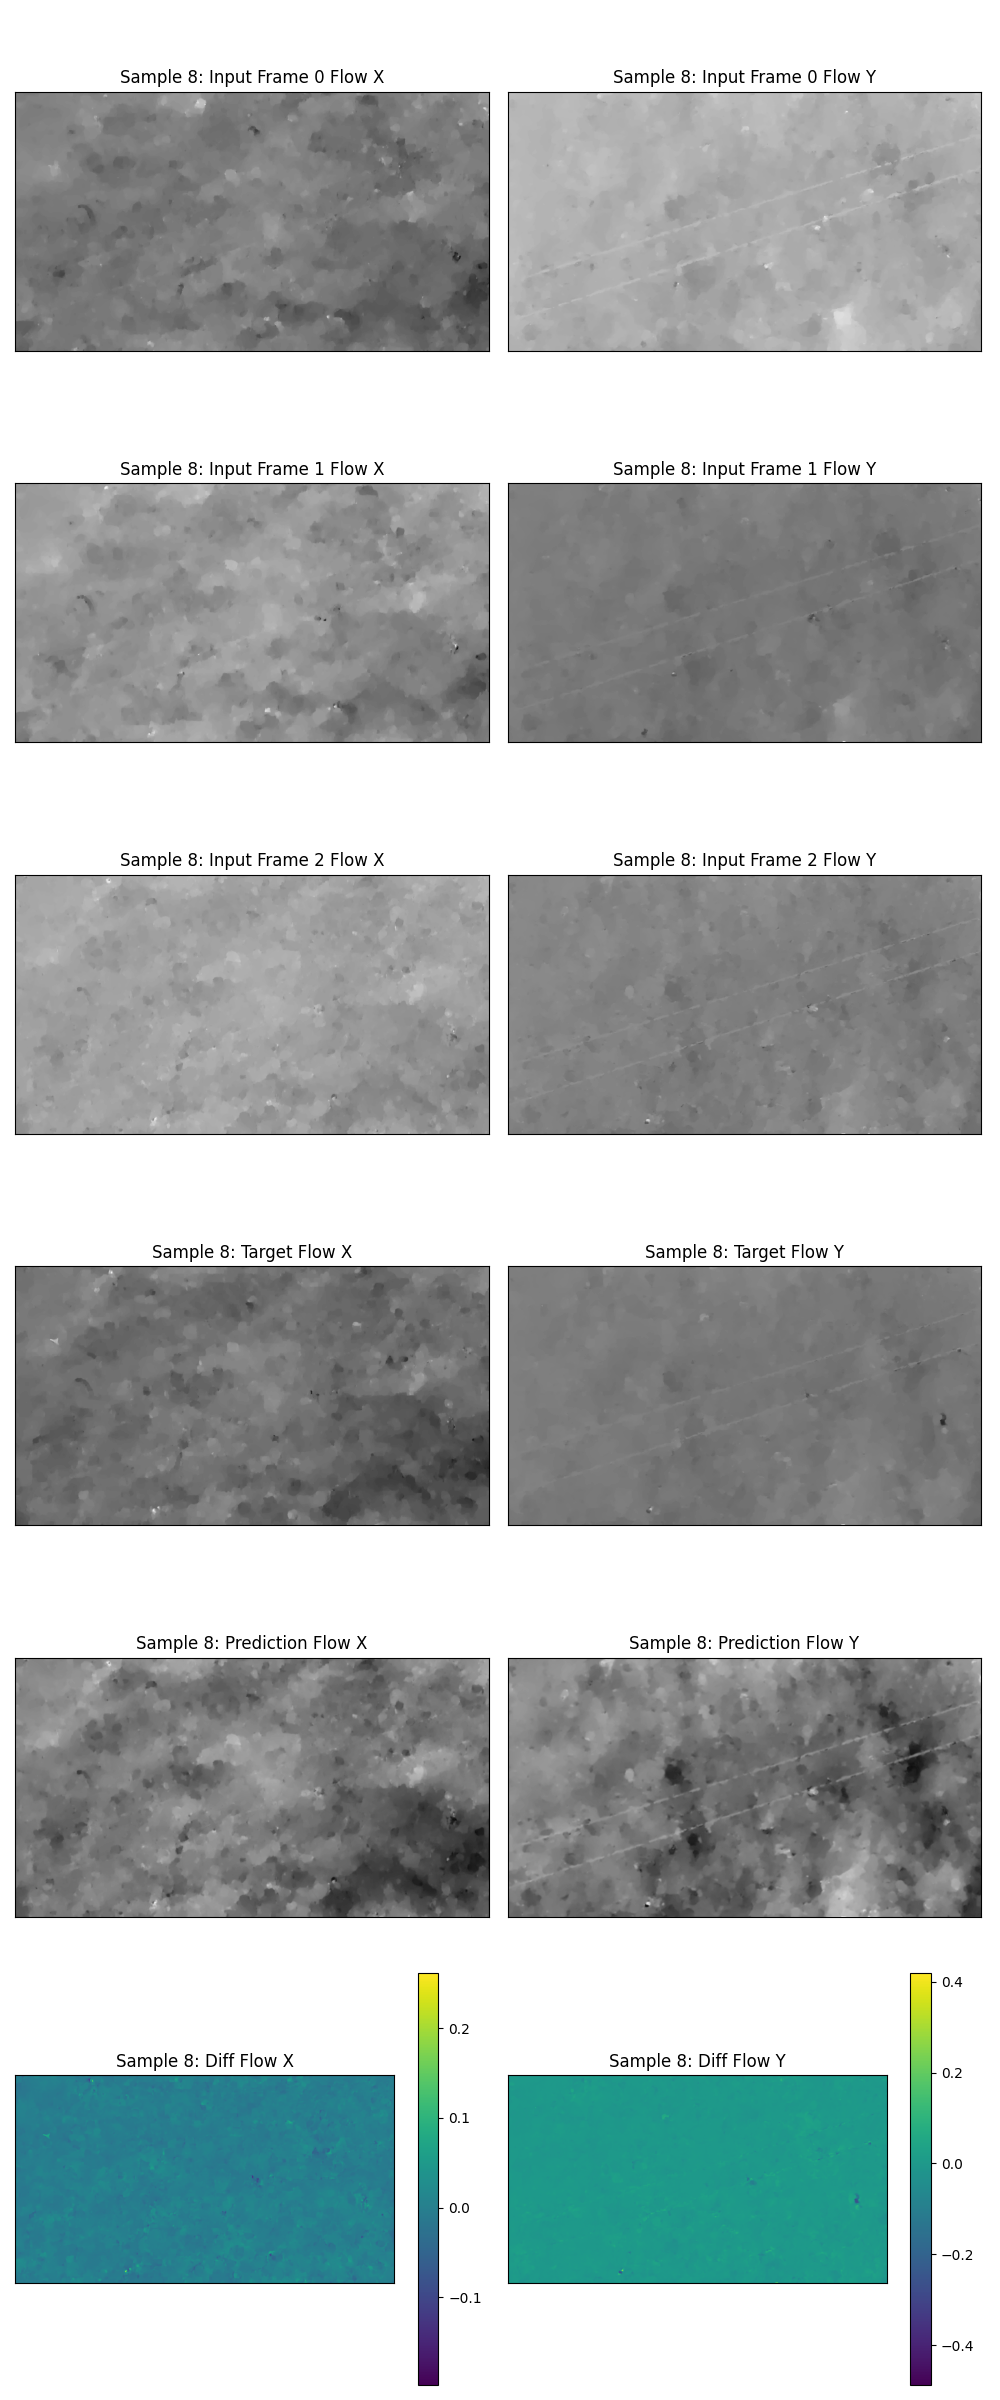 Sample 8: Input Frame 0 Flow X
Sample 8: Input Frame 0 Flow Y
Sample 8: Input Frame 1 Flow X
Sample 8: Input Frame 1 Flow Y
Sample 8: Input Frame 2 Flow X
Sample 8: Input Frame 2 Flow Y
Sample 8: Target Flow X
Sample 8: Target Flow Y
Sample 8: Prediction Flow X
Sample 8: Prediction Flow Y
Sample 8: Diff Flow X
0.2
0.1
0.0
−0.1
Sample 8: Diff Flow Y
0.4
0.2
0.0
−0.2
−0.4